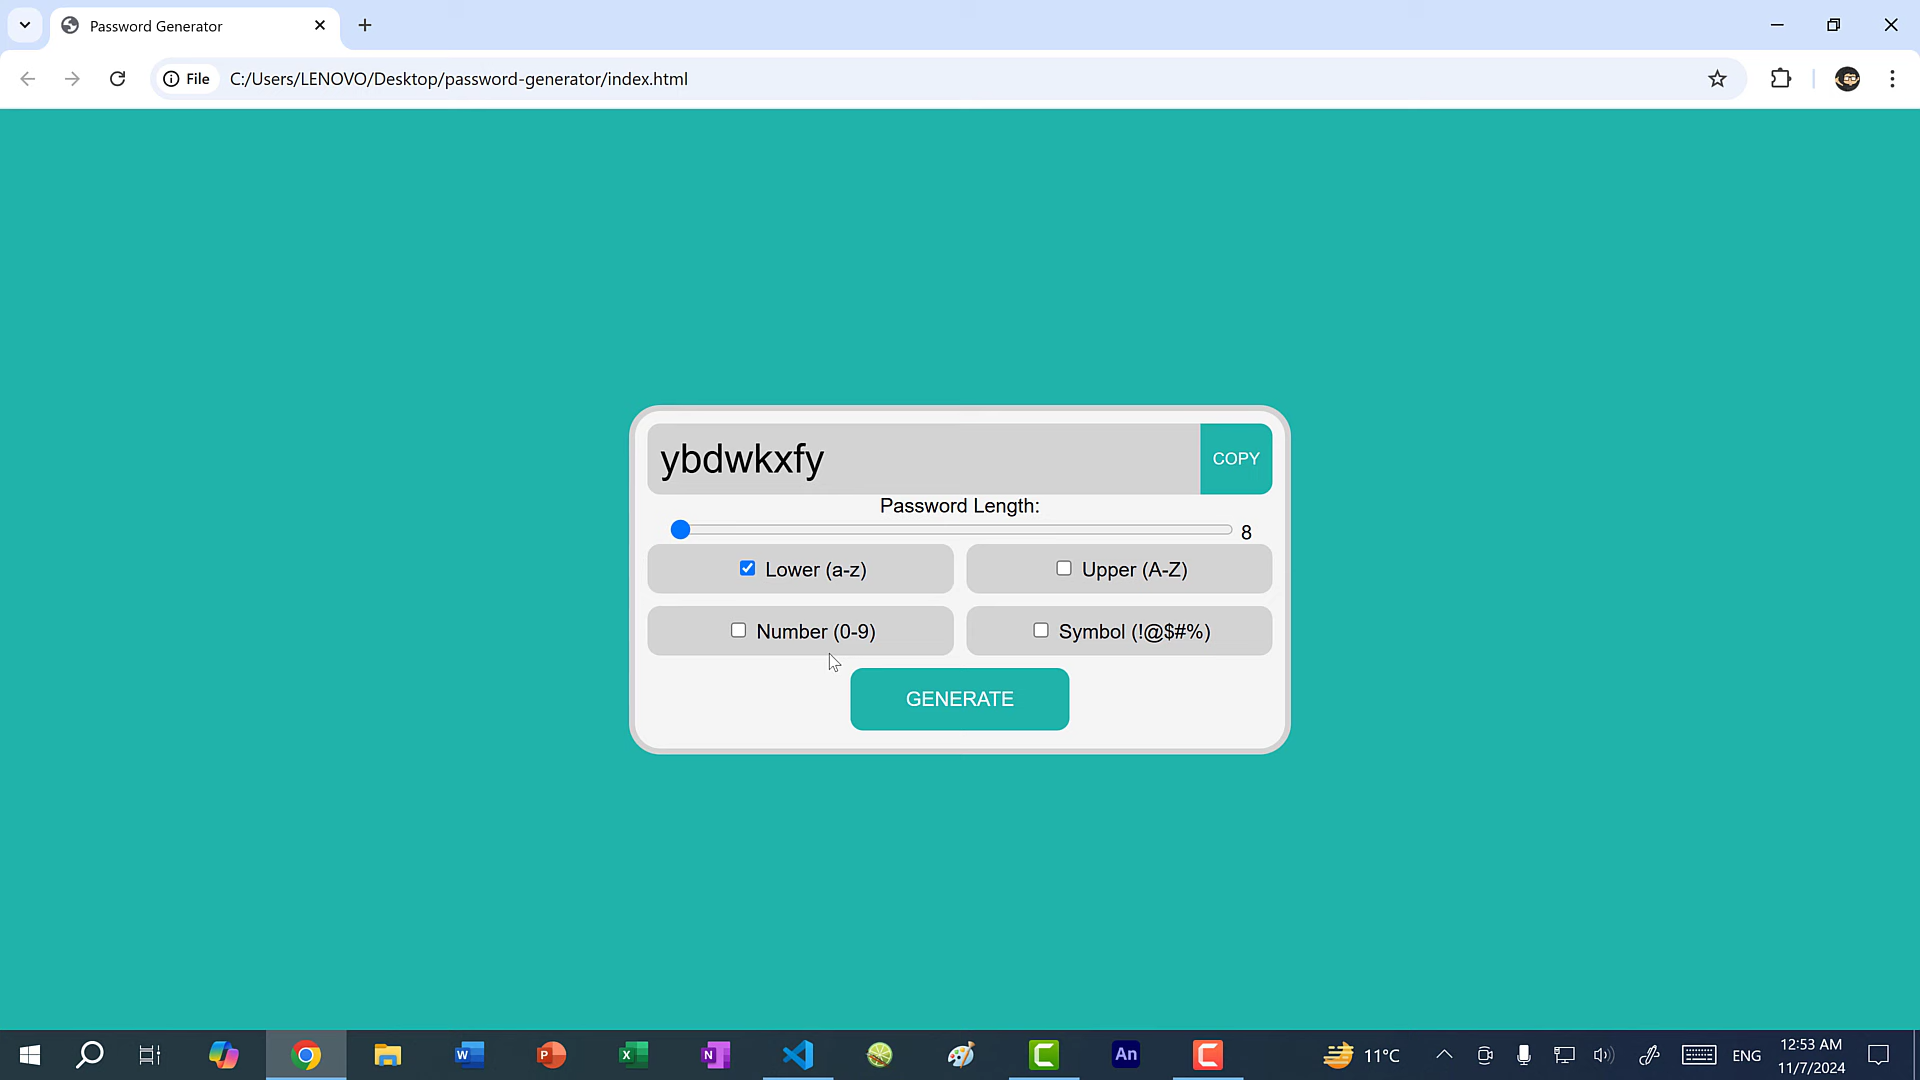 Password Generator
File C:/Users/LENOVO/Desktop/password-generator/index.html
ybdwkxfy
COPY
Password Length:
8
Lower (a-z)
Upper (A-Z)
Number (0-9)
Symbol (!@$#%)
GENERATE
W
P
X
N
An
11°C
ENG
12:53 AM
11/7/2024